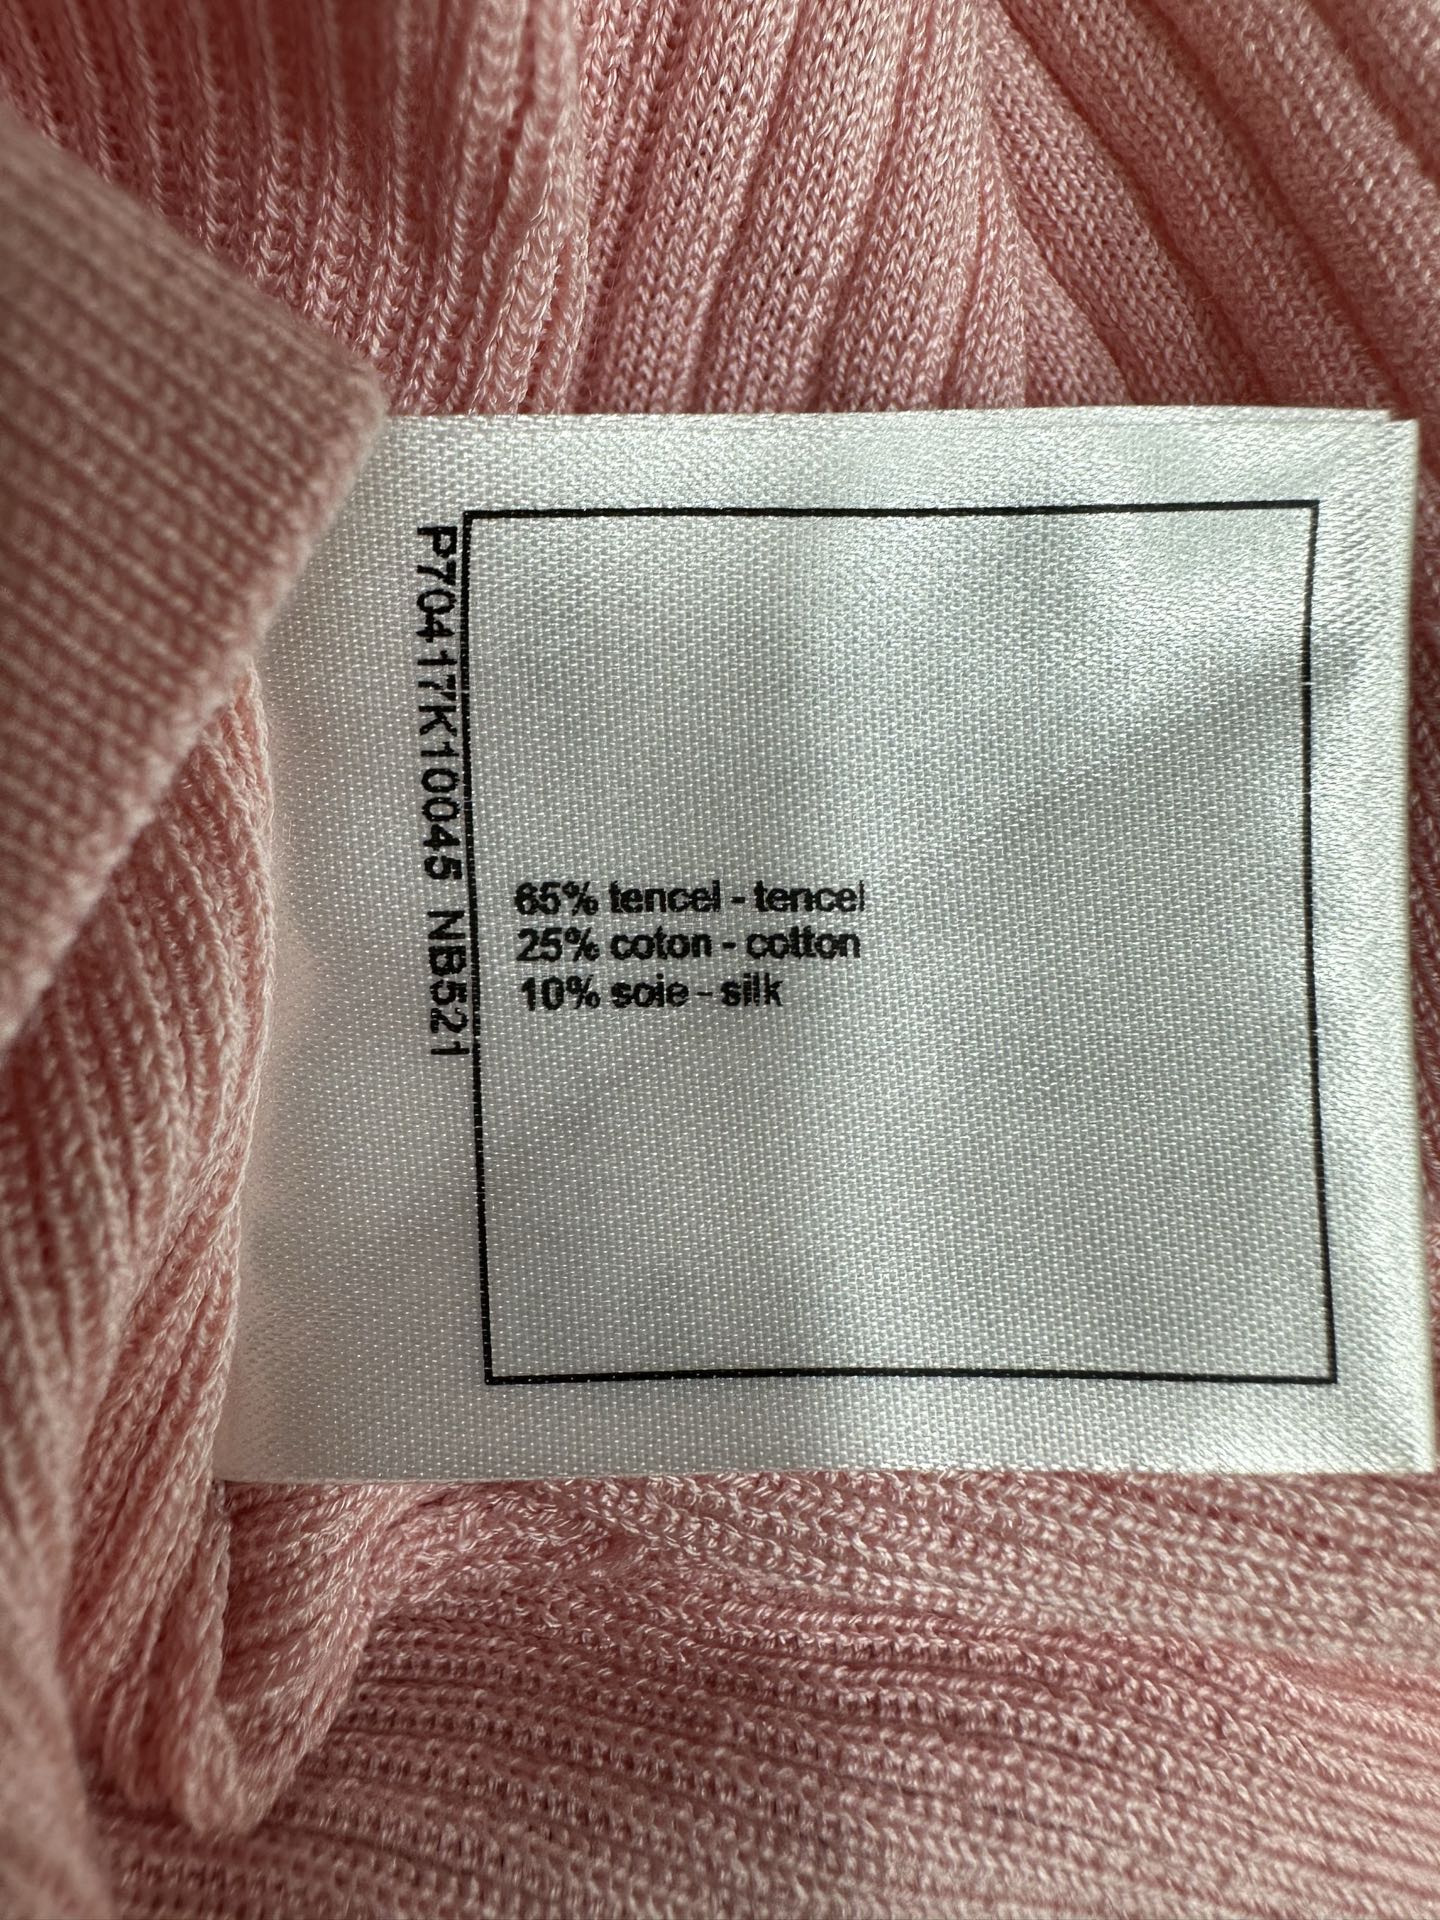 P70417K10045 NB521
65% tencel - tencel
25% coton - cotton
10% soie - silk